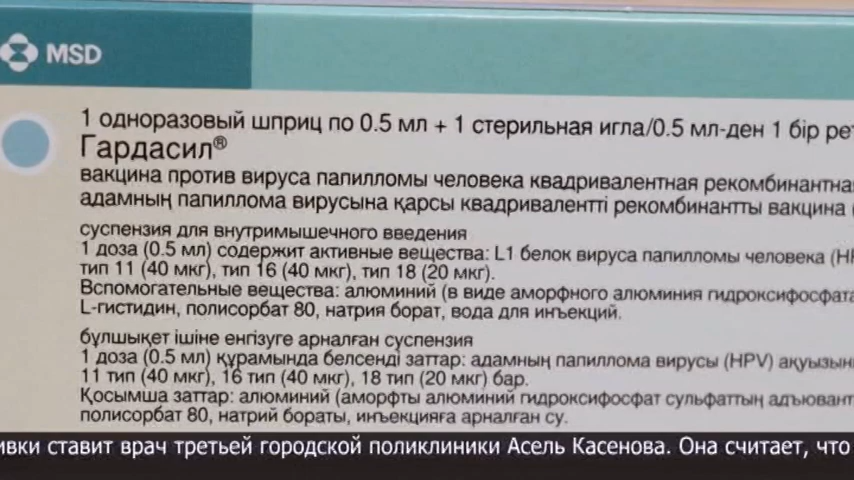 MSD
1 одноразовый шприц по 0.5 мл + 1 стерильная игла/0.5 мл-ден 1 бір
Гардасил®
вакцина против вируса папилломы человека квадривалентная рекомбинантная
адамның папиллома вирусына қарсы квадривалентті рекомбинантты вакцина (
суспензия для внутримышечного введения
1 доза (0.5 мл) содержит активные вещества: L1 белок вируса папилломы человека
тип 11 (40 мкг), тип 16 (40 мкг), тип 18 (20 мкг).
Вспомогательные вещества: алюминий (в виде аморфного алюминия гидроксифосфата
L-гистидин, полисорбат 80, натрия борат, вода для инъекций.
бұлшықет ішіне енгізуге арналған суспензия
1 доза (0.5 мл) құрамында белсенді заттар: адамның папиллома вирусы (HPV)
11 тип (40 мкг), 16 тип (40 мкг), 18 тип (20 мкг) бар.
Қосымша заттар: алюминий (аморфты алюминий гидроксифосфат сульфаттың
полисорбат 80, натрий бораты, инъекцияға арналған су.
ивки ставит врач третьей городской поликлиники Асель Касенова. Она считает, что